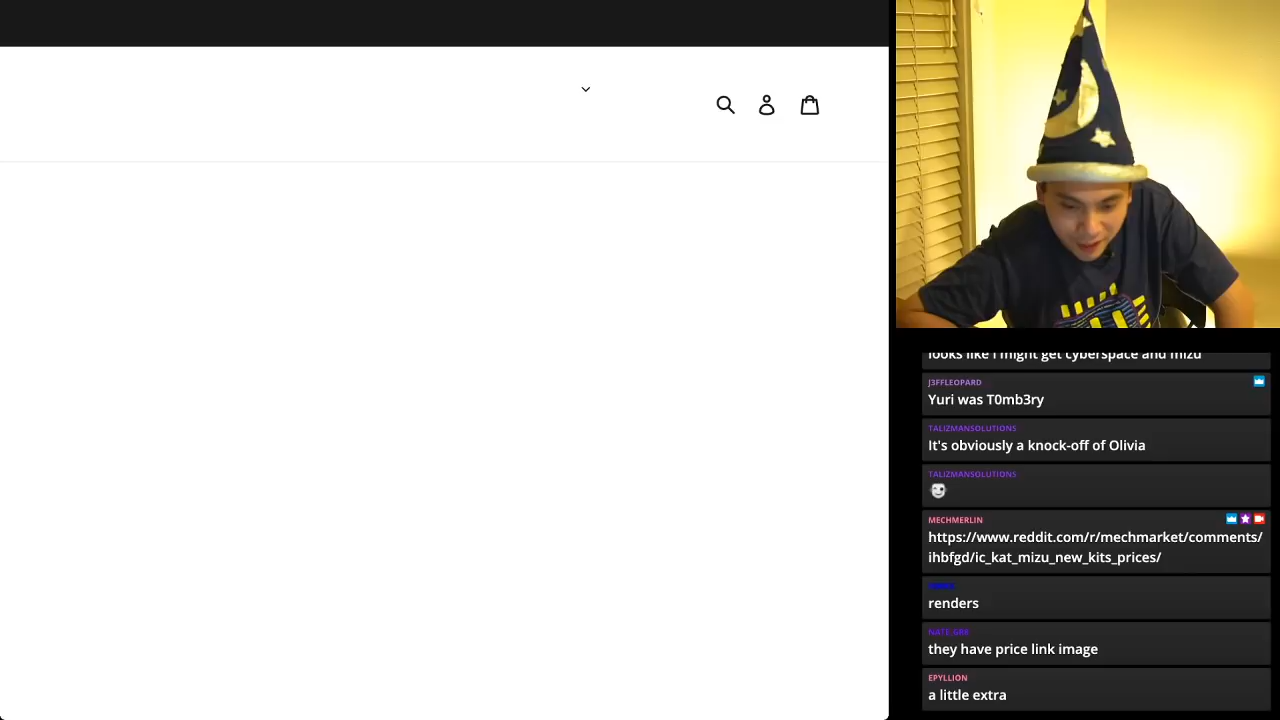 looks like i might get cyberspace and mizu
J3FFLEOPARD
Yuri was T0mb3ry
TALIZMANSOLUTIONS
It's obviously a knock-off of Olivia
TALIZMANSOLUTIONS
MECHMERLIN
https://www.reddit.com/r/mechmarket/comments/
ihbfgd/ic_kat_mizu_new_kits_prices/
renders
they have price link image
EPYLLION
a little extra